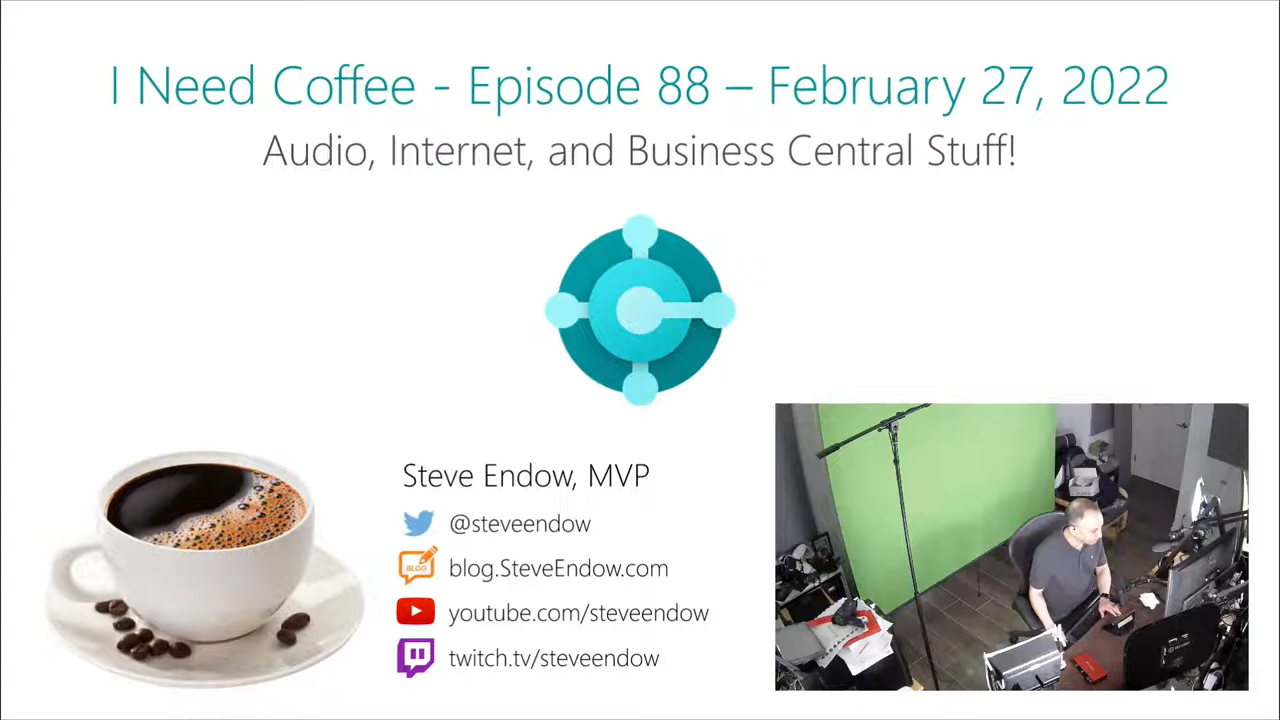 I Need Coffee - Episode 88 – February 27, 2022
Audio, Internet, and Business Central Stuff!
Steve Endow, MVP
@steveendow
BLOG
blog.SteveEndow.com
youtube.com/steveendow
twitch.tv/steveendow